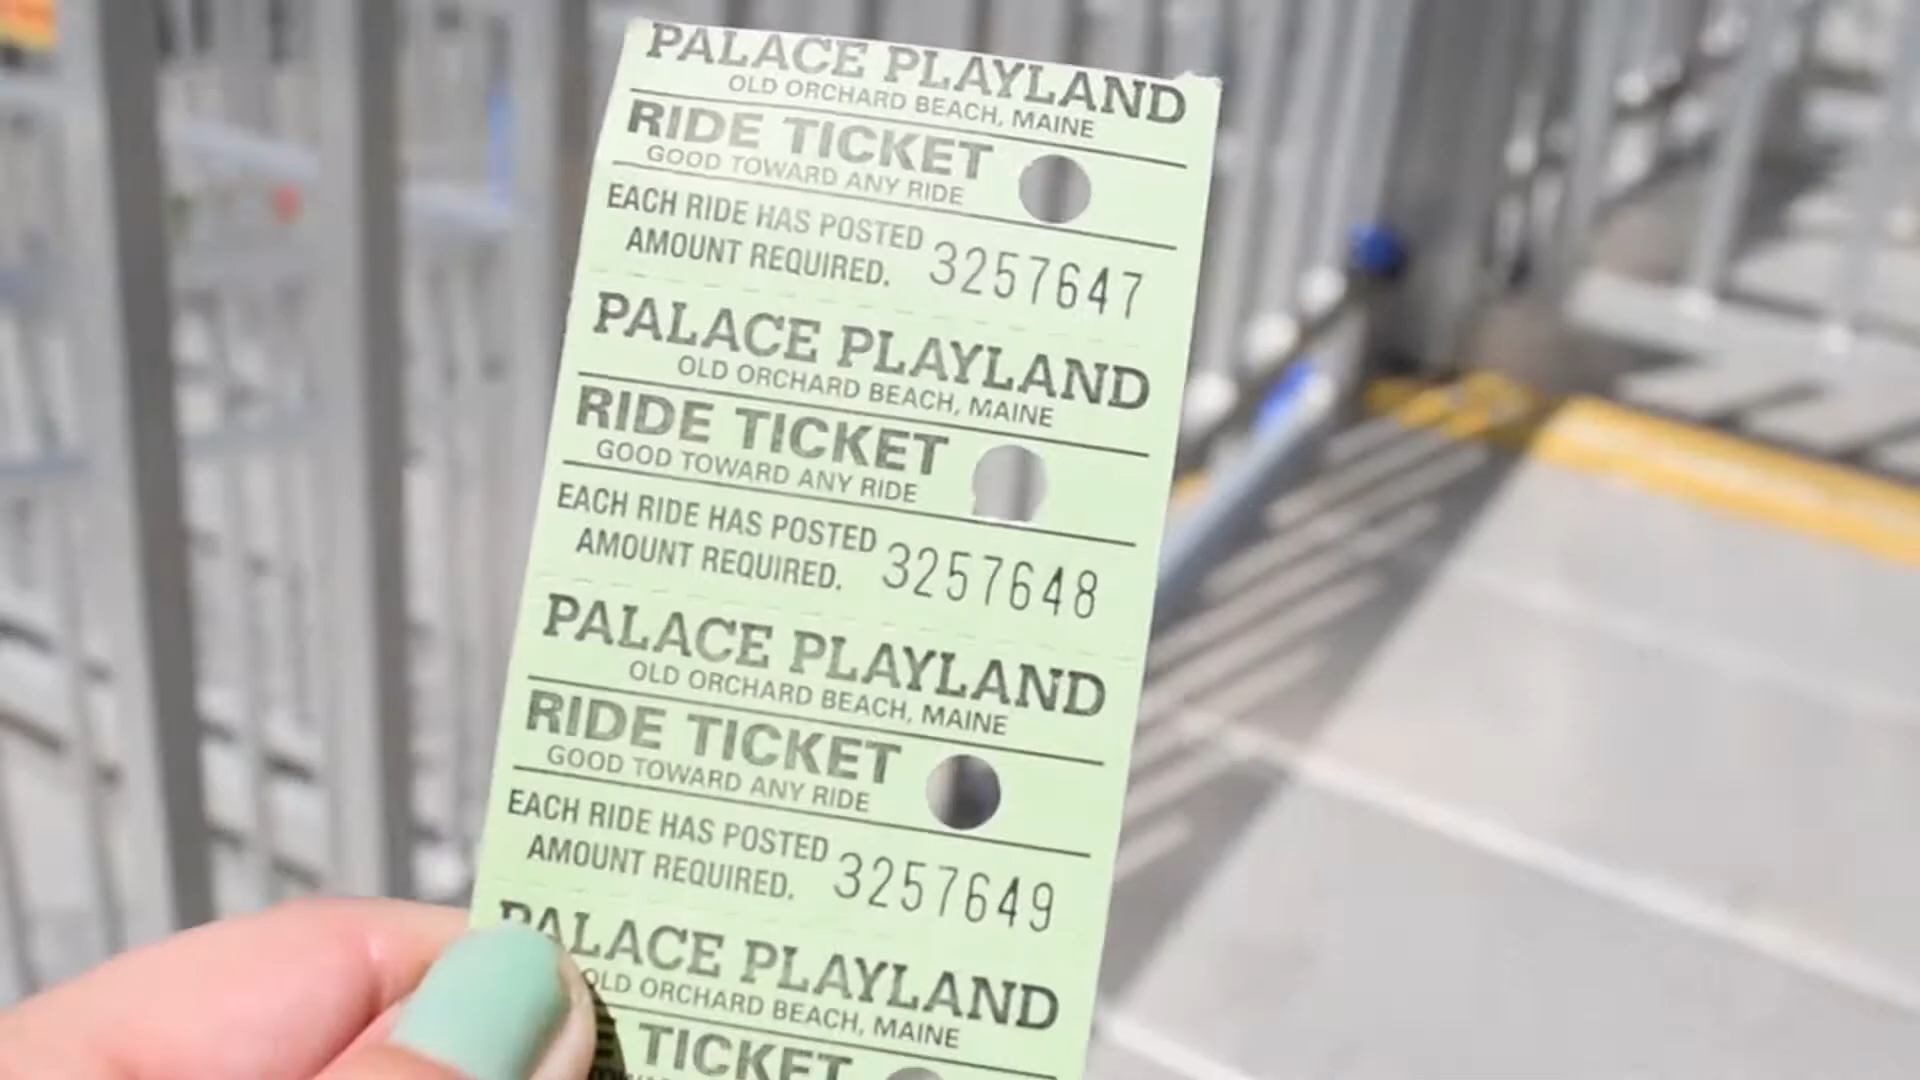 PALACE PLAYLAND
OLD ORCHARD BEACH, MAINE
RIDE TICKET
GOOD TOWARD ANY RIDE
EACH RIDE HAS POSTED
AMOUNT REQUIRED.
3257647
PALACE PLAYLAND
OLD ORCHARD BEACH, MAINE
RIDE TICKET
GOOD TOWARD ANY RIDE
EACH RIDE HAS POSTED
AMOUNT REQUIRED.
3257648
PALACE PLAYLAND
OLD ORCHARD BEACH, MAINE
RIDE TICKET
GOOD TOWARD ANY RIDE
EACH RIDE HAS POSTED
AMOUNT REQUIRED.
3257649
PALACE PLAYLAND
OLD ORCHARD BEACH, MAINE
TICKET